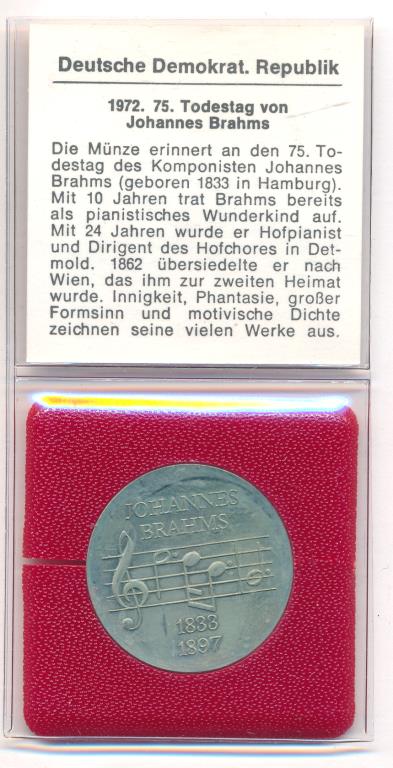 Deutsche Demokrat. Republik
1972. 75. Todestag von
Johannes Brahms
Die Münze erinnert an den 75. To-
destag des Komponisten Johannes
Brahms (geboren 1833 in Hamburg).
Mit 10 Jahren trat Brahms bereits
als pianistisches Wunderkind auf.
Mit 24 Jahren wurde er Hofpianist
und Dirigent des Hofchores in Det-
mold. 1862 übersiedelte er nach
Wien, das ihm zur zweiten Heimat
wurde. Innigkeit, Phantasie, großer
Formsinn und motivische Dichte
zeichnen seine vielen Werke aus.
JOHANNES
BRAHMS
1833
1897